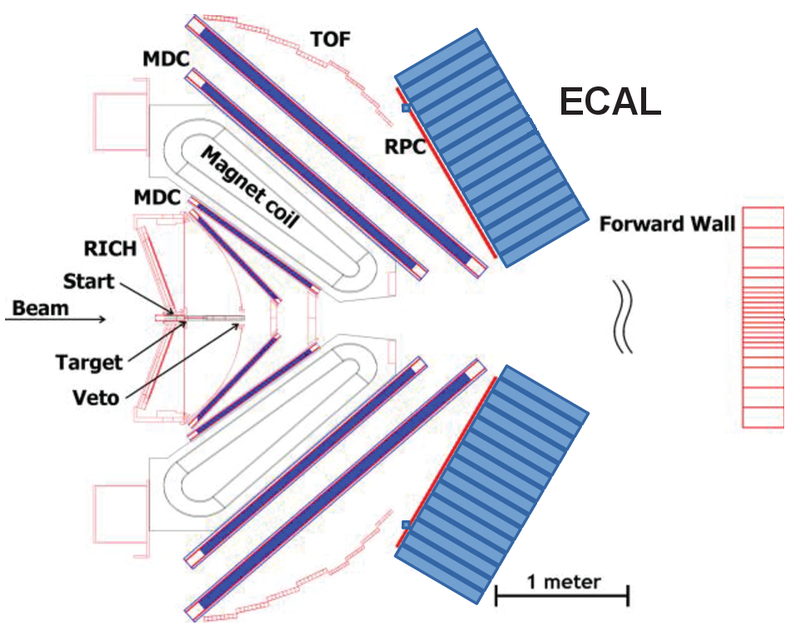 TOF
MDC
ECAL
RPC
Magnet coil
MDC
Forward Wall
RICH
Start
Beam
Target
Veto
1 meter